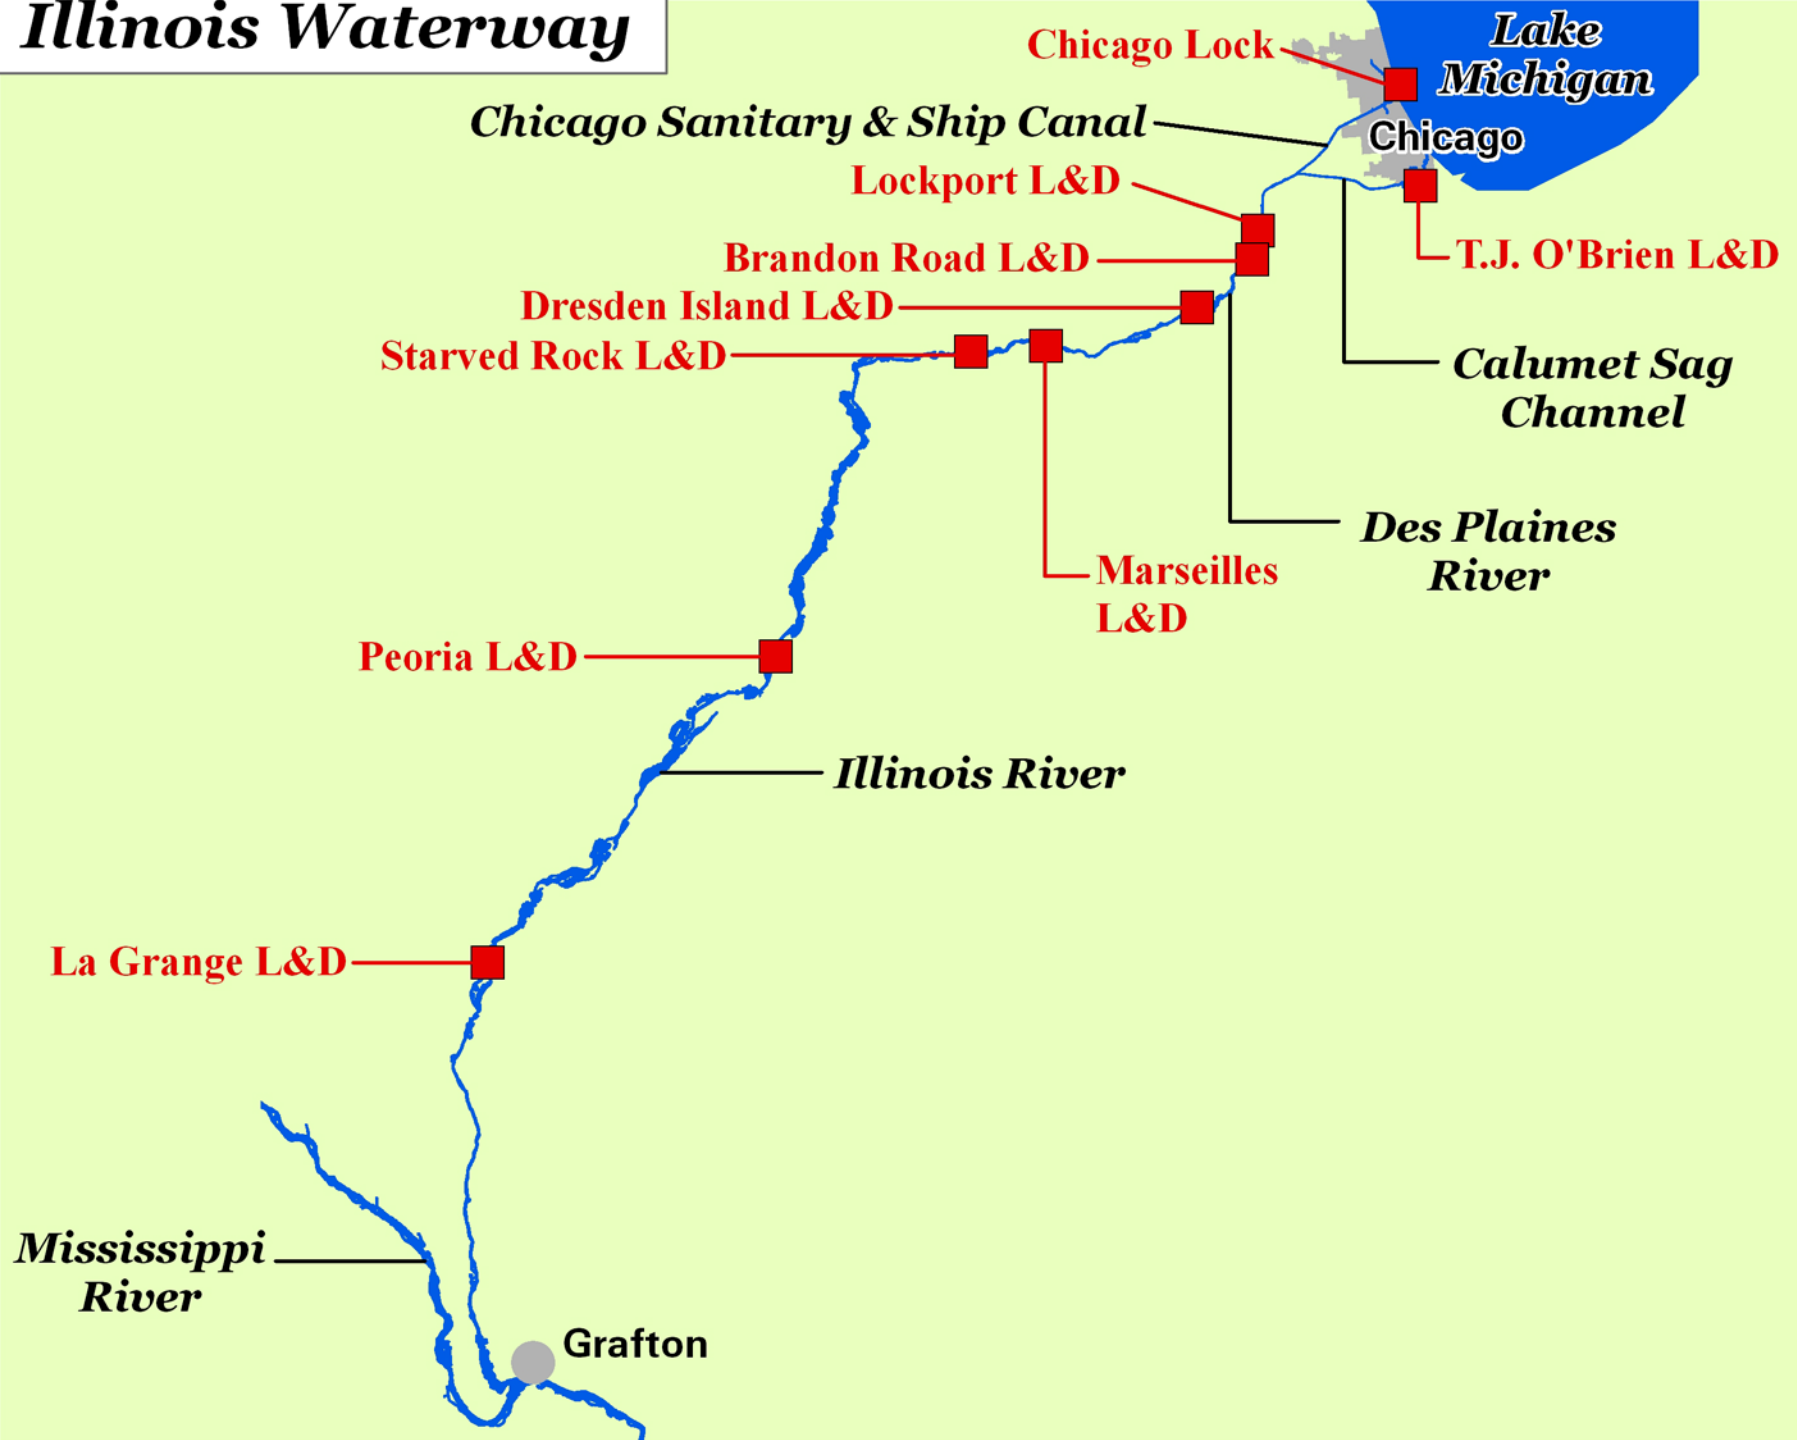 Illinois Waterway
Chicago Lock
Lake
Michigan
Chicago Sanitary & Ship Canal
Chicago
Lockport L&D
Brandon Road L&D
T.J. O'Brien L&D
Dresden Island L&D
Starved Rock L&D
Calumet Sag
Channel
Des Plaines
River
Marseilles
L&D
Peoria L&D
Illinois River
La Grange L&D
Mississippi
River
Grafton